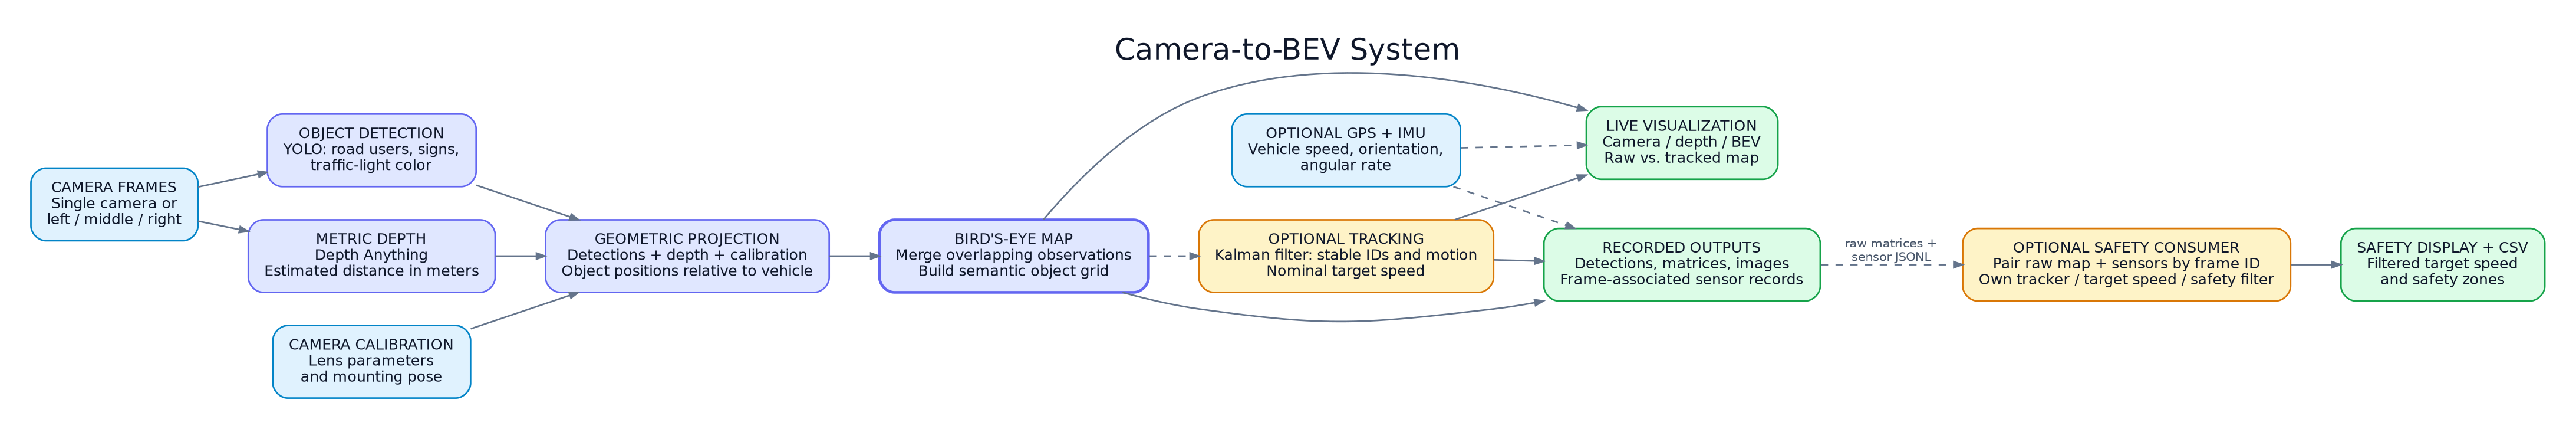 Camera-to-BEV System
CAMERA FRAMES
Single camera or
left / middle / right
OBJECT DETECTION
YOLO: road users, signs,
traffic-light color
METRIC DEPTH
Depth Anything
Estimated distance in meters
CAMERA CALIBRATION
Lens parameters
and mounting pose
GEOMETRIC PROJECTION
Detections + depth + calibration
Object positions relative to vehicle
BIRD'S-EYE MAP
Merge overlapping observations
Build semantic object grid
OPTIONAL GPS + IMU
Vehicle speed, orientation,
angular rate
OPTIONAL TRACKING
Kalman filter: stable IDs and motion
Nominal target speed
LIVE VISUALIZATION
Camera / depth / BEV
Raw vs. tracked map
RECORDED OUTPUTS
Detections, matrices, images
Frame-associated sensor records
raw matrices +
sensor JSONL
OPTIONAL SAFETY CONSUMER
Pair raw map + sensors by frame ID
Own tracker / target speed / safety filter
SAFETY DISPLAY + CSV
Filtered target speed
and safety zones